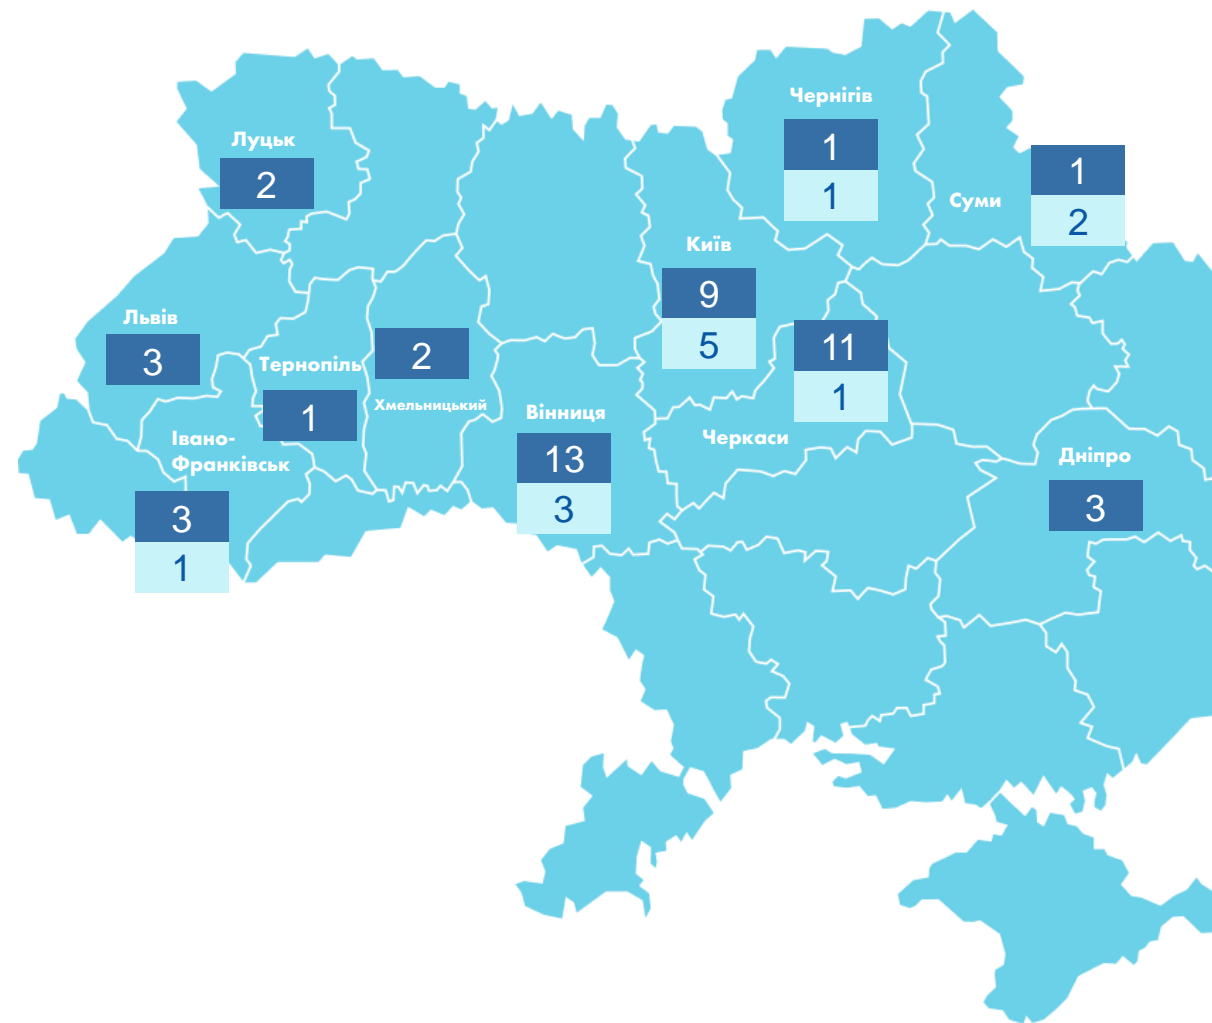 Чернігів
1
1
Луцьк
2
1
Суми
2
Київ
9
5
Львів
3
Тернопіль
1
2
Хмельницький
11
1
Черкаси
Вінниця
13
3
Івано-
Франківськ
3
1
Дніпро
3